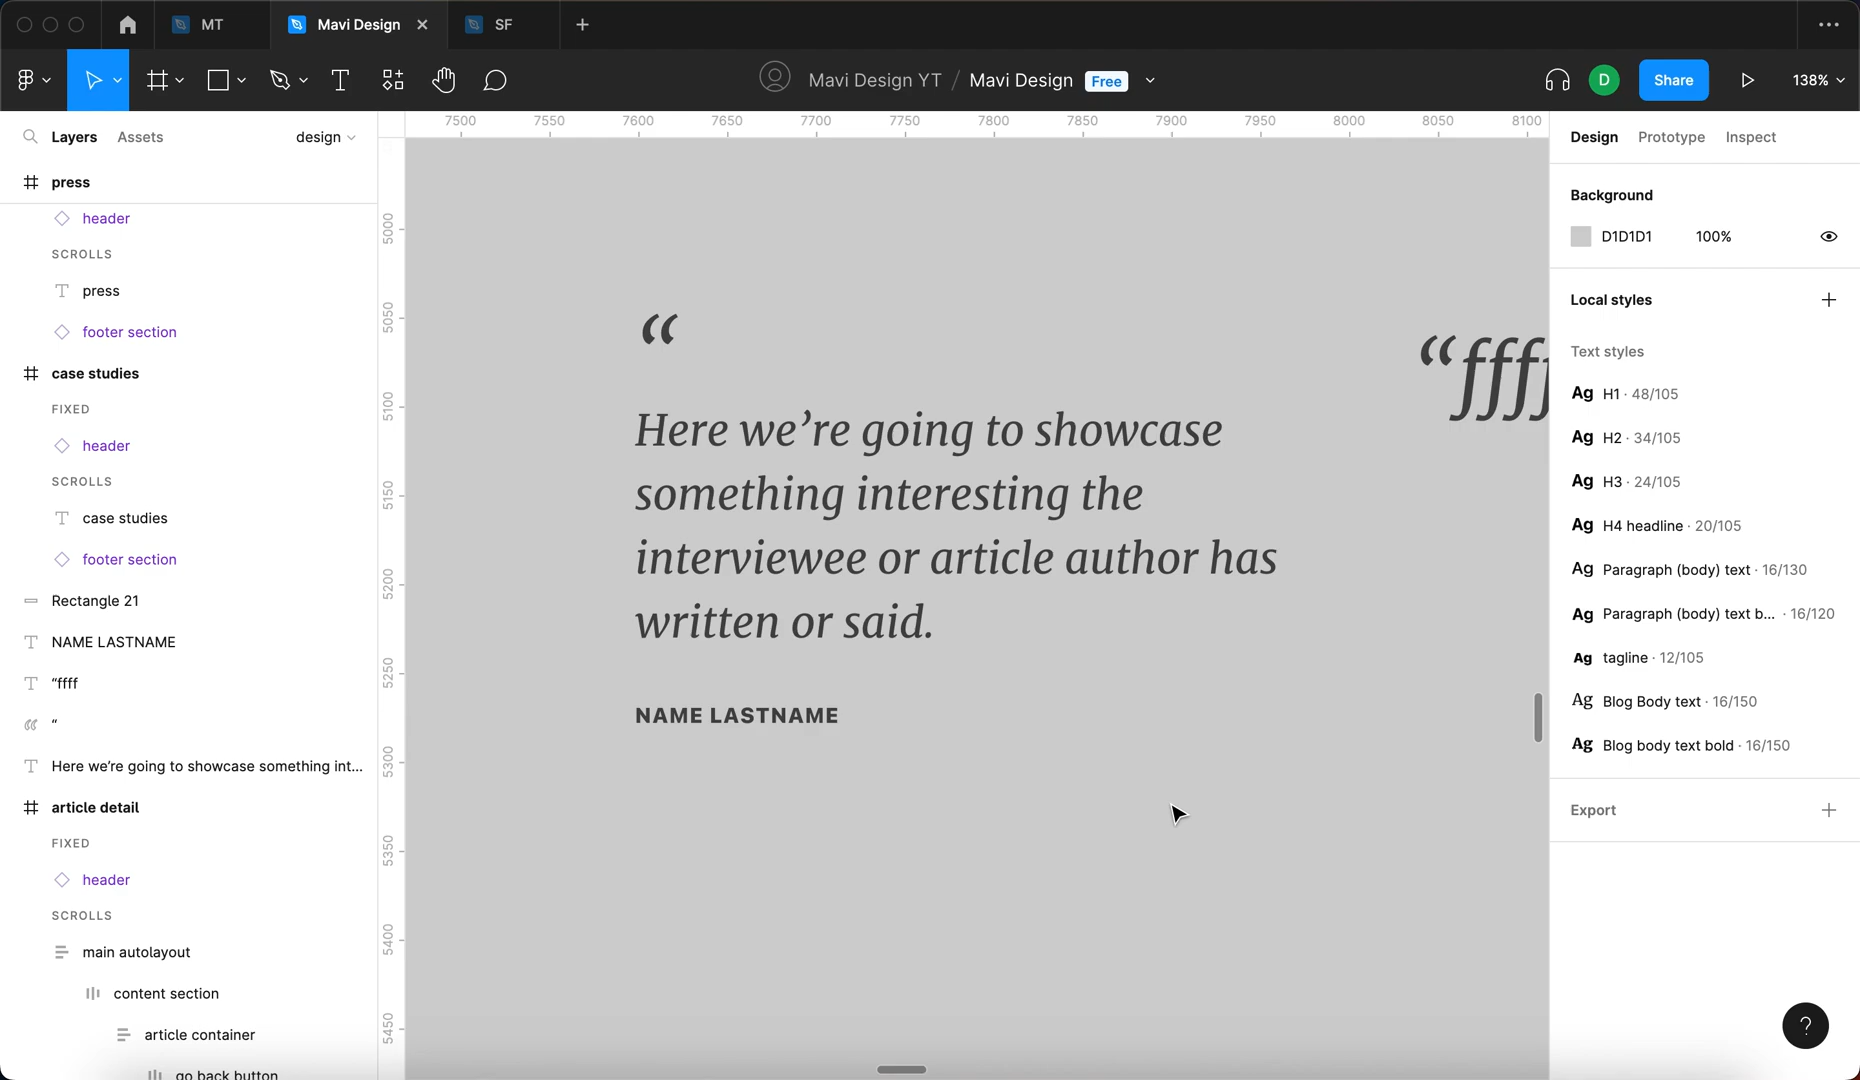 MT
Mavi Design
SF
Mavi Design YT / Mavi Design Free
D
Share
138%
Layers
Assets
design
Design
Prototype
Inspect
7500 7550 7600 7650 7700 7750 7800 7850 7900 7950 8000 8050 8100
5000
5050
5100
5150
5200
5250
5300
5350
5400
5450
press
header
SCROLLS
press
footer section
case studies
FIXED
header
SCROLLS
case studies
footer section
Rectangle 21
NAME LASTNAME
“ffff
“
Here we’re going to showcase something int...
article detail
FIXED
header
SCROLLS
main autolayout
content section
article container
go back button
“
Here we’re going to showcase
something interesting the
interviewee or article author has
written or said.
NAME LASTNAME
“ffff
Background
D1D1D1 100%
Local styles
Text styles
Ag H1 · 48/105
Ag H2 · 34/105
Ag H3 · 24/105
Ag H4 headline · 20/105
Ag Paragraph (body) text · 16/130
Ag Paragraph (body) text b... · 16/120
Ag tagline · 12/105
Ag Blog Body text · 16/150
Ag Blog body text bold · 16/150
Export
?